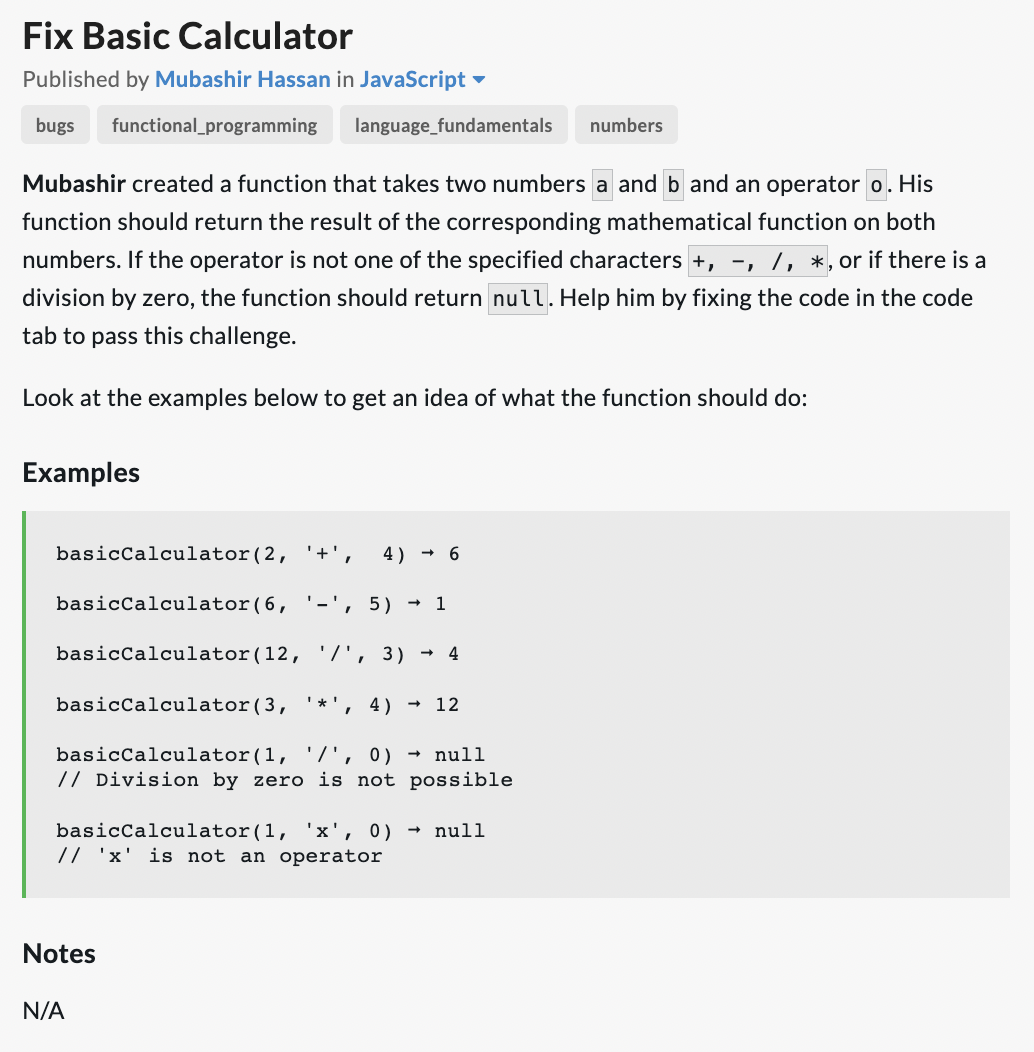 Fix Basic Calculator
Published by Mubashir Hassan in JavaScript
bugs functional_programming language_fundamentals numbers
Mubashir created a function that takes two numbers a and b and an operator o. His
function should return the result of the corresponding mathematical function on both
numbers. If the operator is not one of the specified characters +, -, /, *, or if there is a
division by zero, the function should return null. Help him by fixing the code in the code
tab to pass this challenge.
Look at the examples below to get an idea of what the function should do:
Examples
basicCalculator(2, '+',  4) → 6
basicCalculator(6, '-', 5) → 1
basicCalculator(12, '/', 3) → 4
basicCalculator(3, '*', 4) → 12
basicCalculator(1, '/', 0) → null
// Division by zero is not possible
basicCalculator(1, 'x', 0) → null
// 'x' is not an operator
Notes
N/A